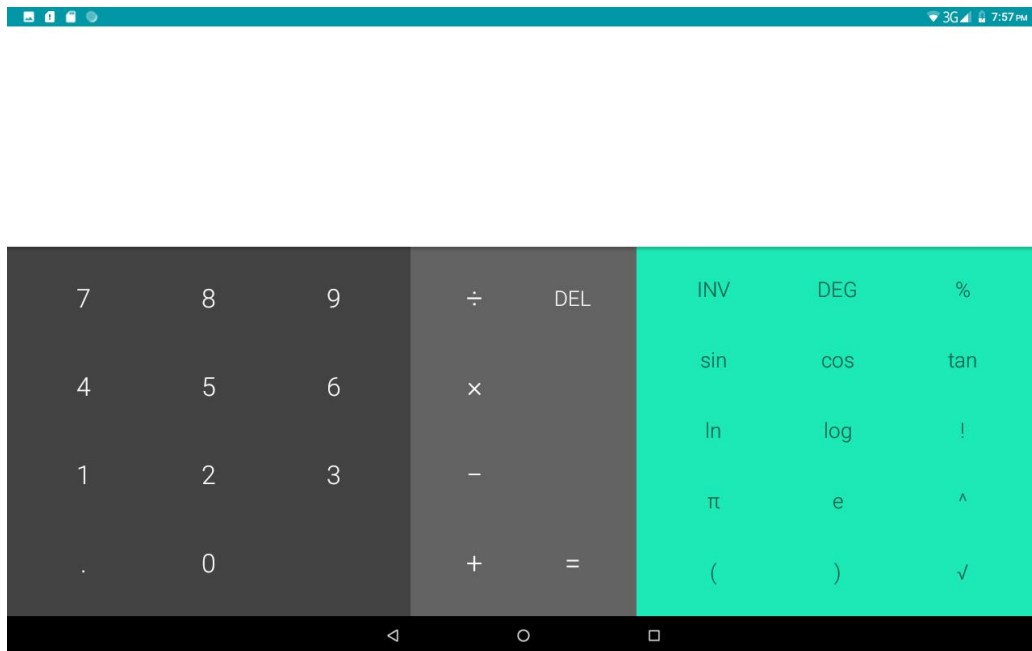 3G 7:57 PM
7 8 9 ÷ DEL INV DEG %
sin cos tan
4 5 6 ×
ln log !
1 2 3 −
π e ^
. 0 + =
( ) √